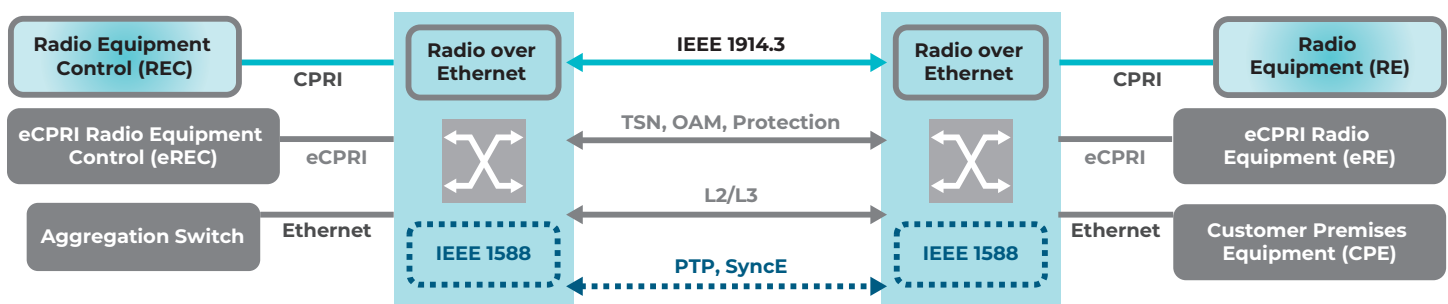 Radio Equipment
Control (REC)
CPRI
Radio over
Ethernet
IEEE 1914.3
Radio over
Ethernet
CPRI
Radio
Equipment (RE)
eCPRI Radio Equipment
Control (eREC)
eCPRI
TSN, OAM, Protection
eCPRI
eCPRI Radio
Equipment (eRE)
Aggregation Switch
Ethernet
L2/L3
Ethernet
Customer Premises
Equipment (CPE)
IEEE 1588
PTP, SyncE
IEEE 1588